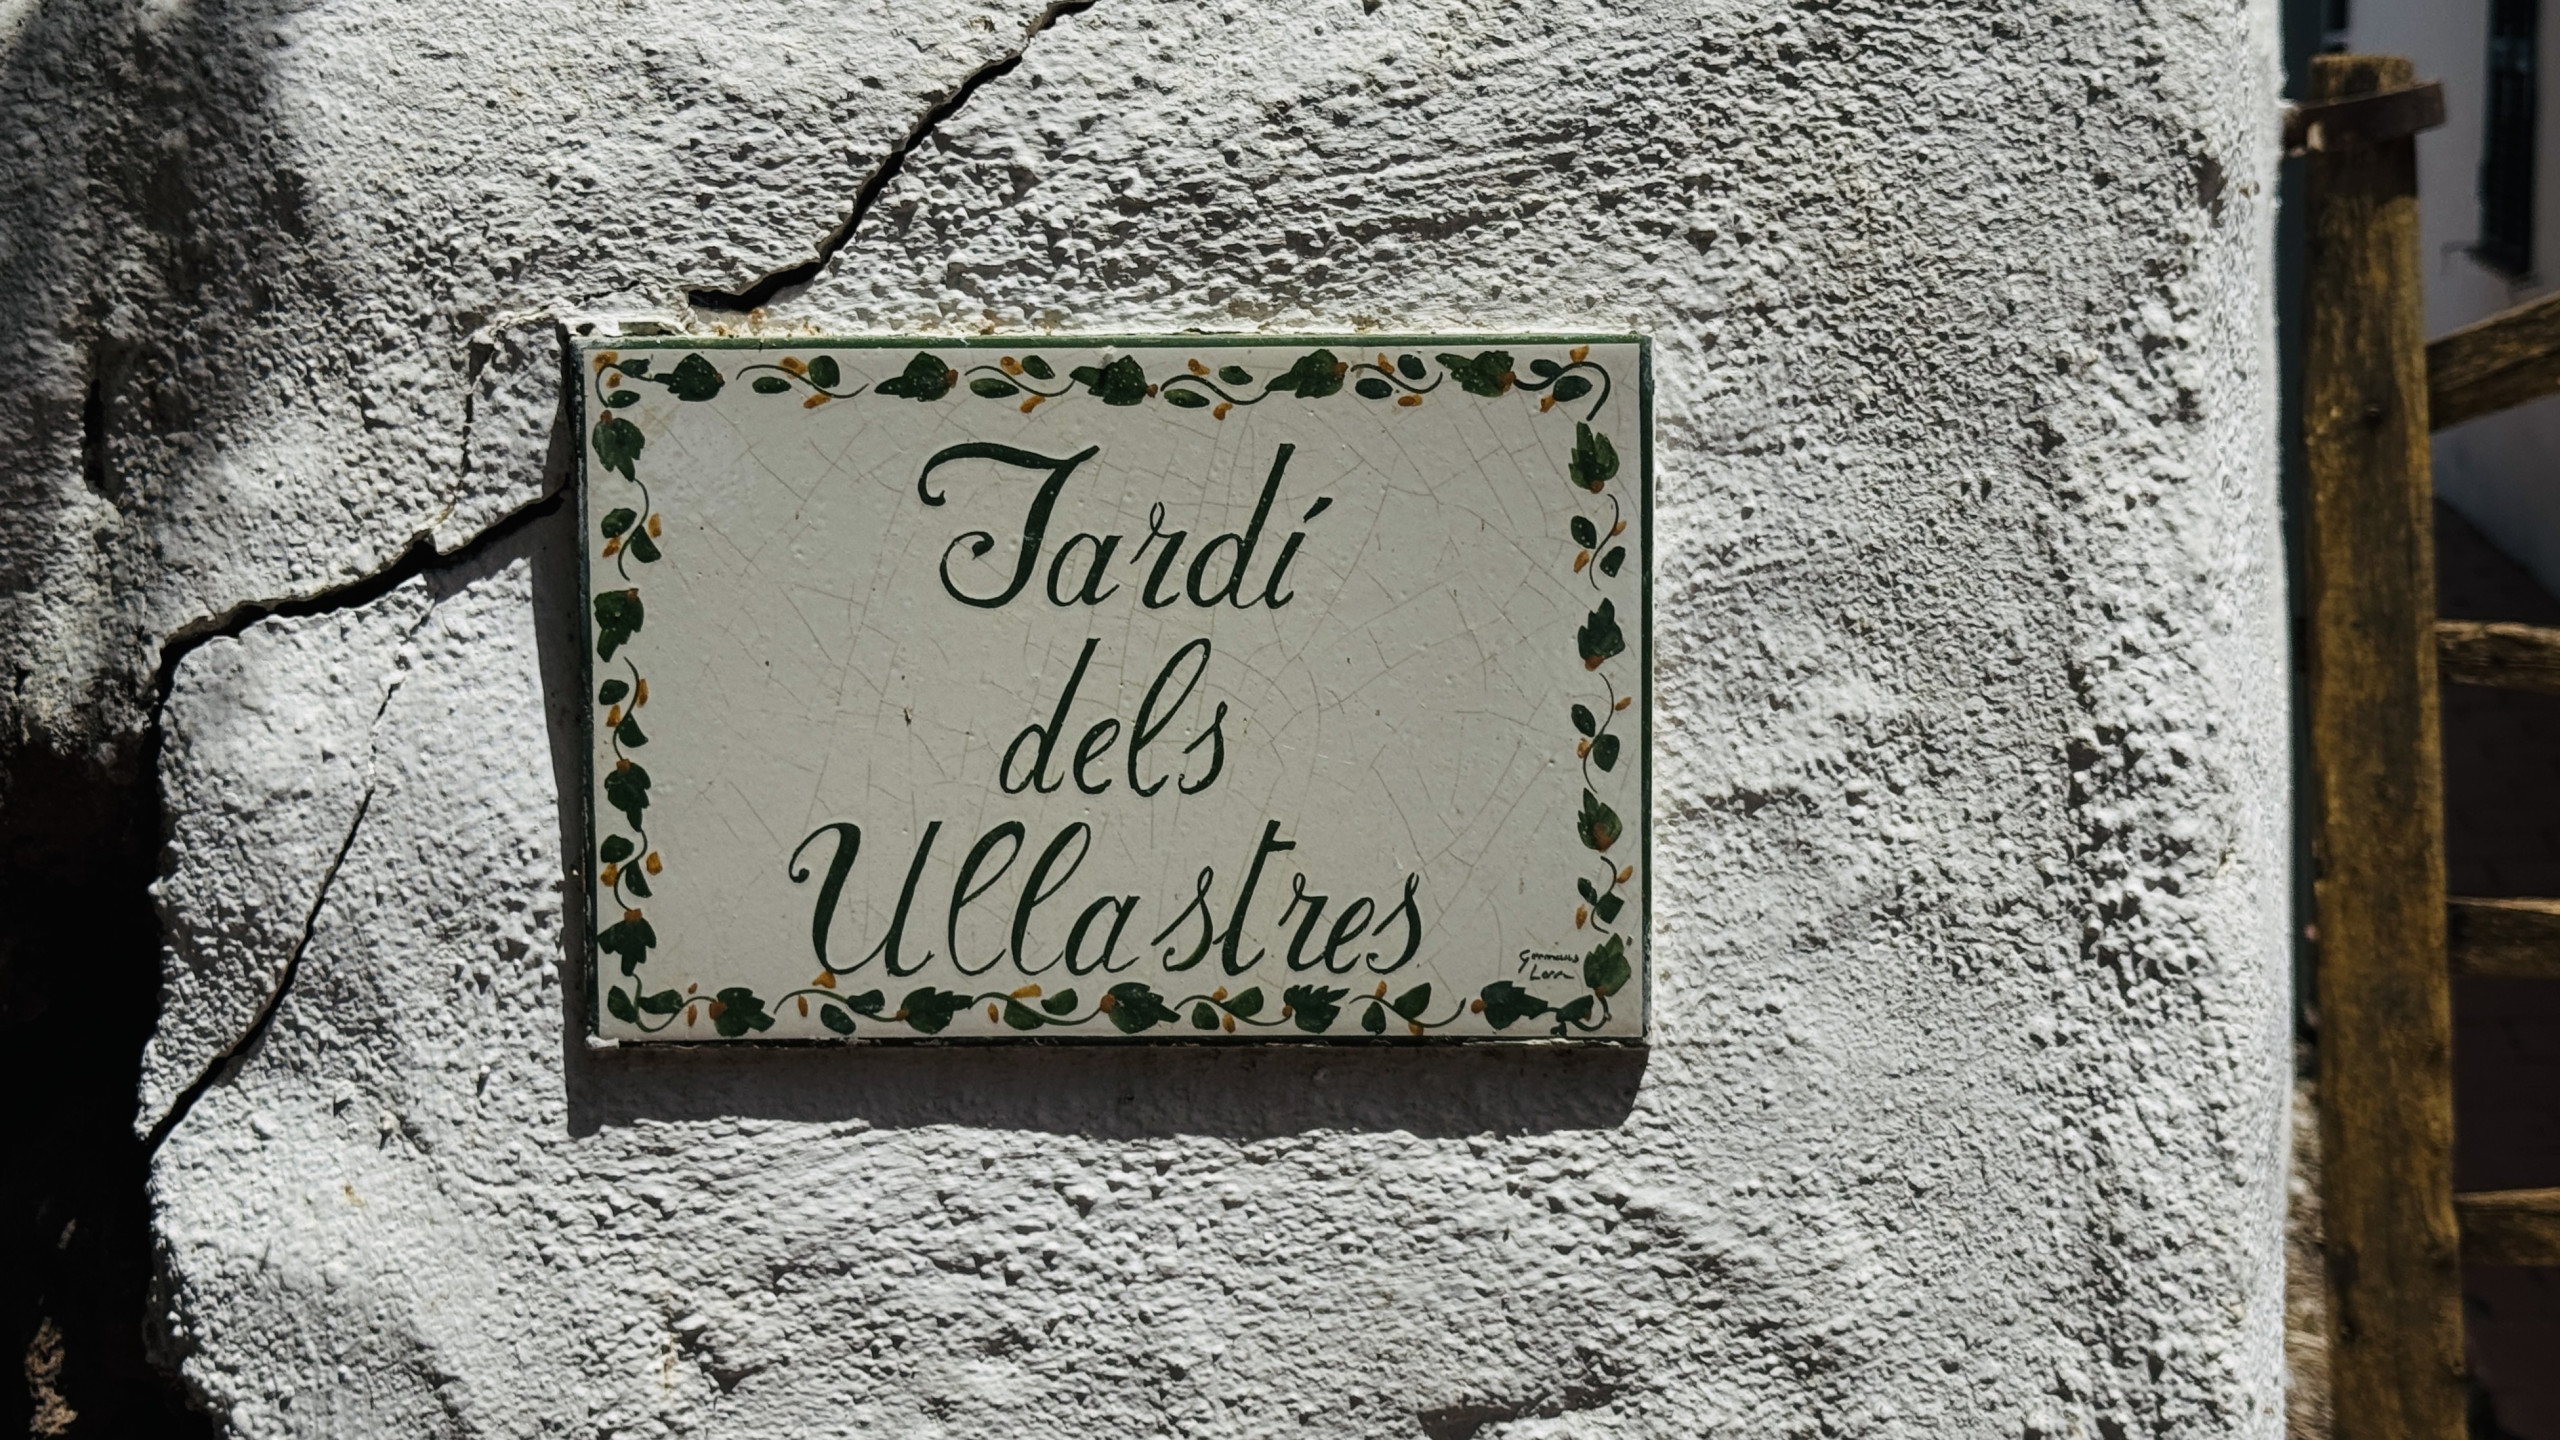 Jardí
dels
Ullastres